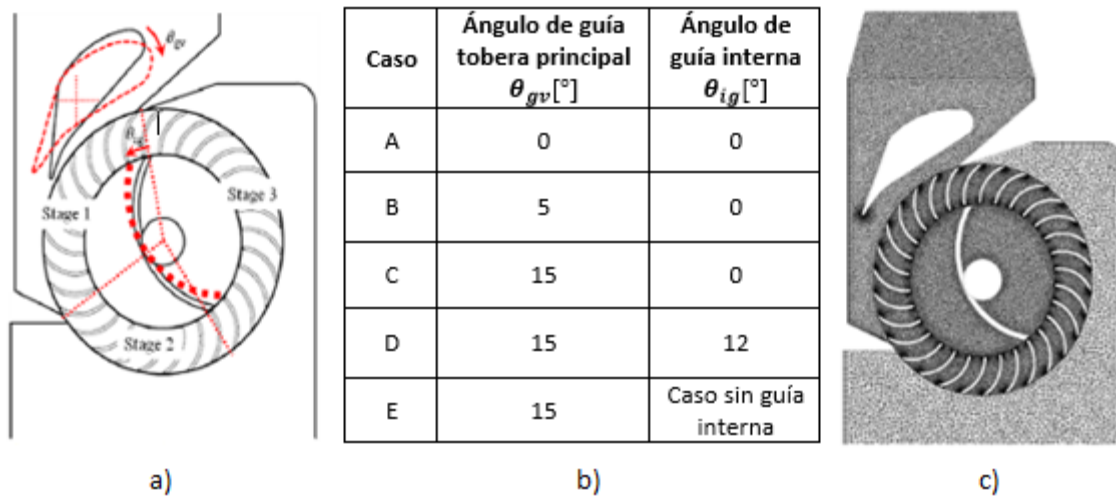 θgv
θig
Stage 1
Stage 3
Stage 2
a)
Caso
Ángulo de guía
tobera principal
θgv[°]
Ángulo de
guía interna
θig[°]
A 0 0
B 5 0
C 15 0
D 15 12
E 15 Caso sin guía
interna
b)
c)